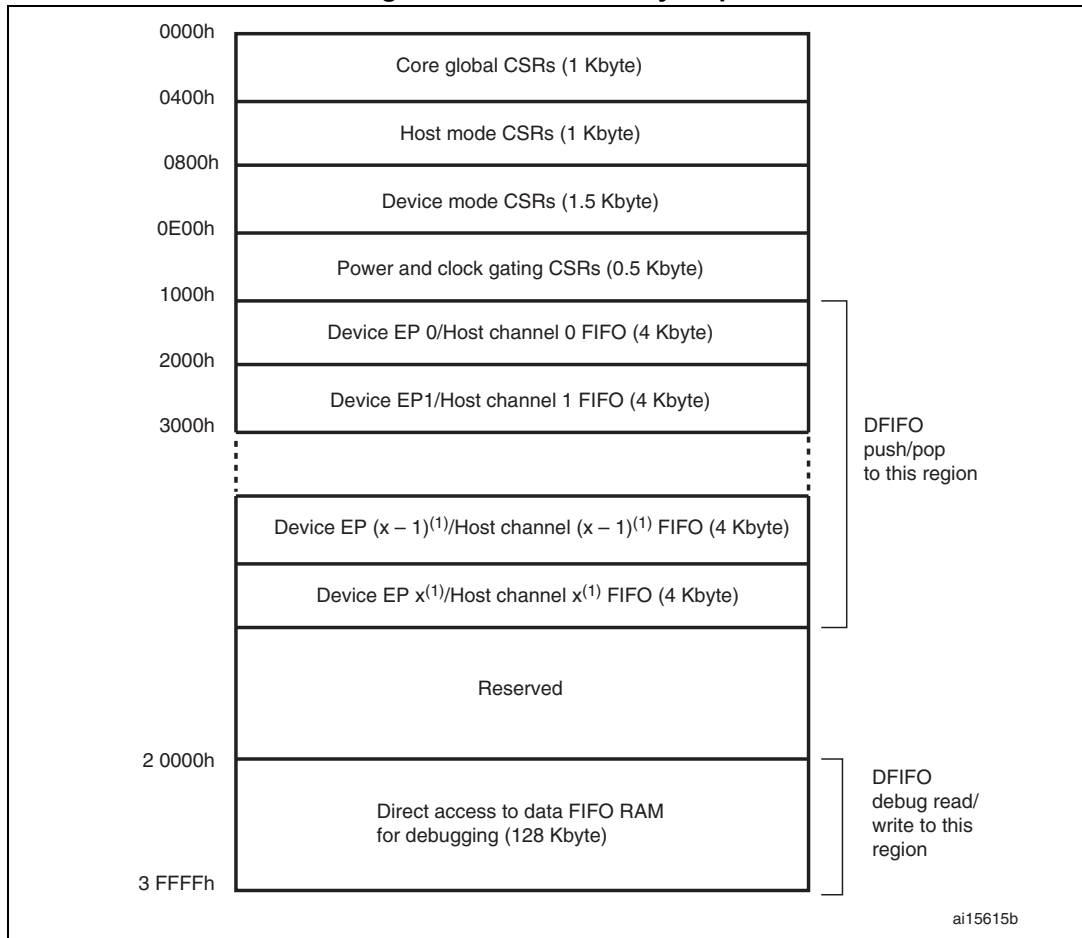 0000h
Core global CSRs (1 Kbyte)
0400h
Host mode CSRs (1 Kbyte)
0800h
Device mode CSRs (1.5 Kbyte)
0E00h
Power and clock gating CSRs (0.5 Kbyte)
1000h
Device EP 0/Host channel 0 FIFO (4 Kbyte)
2000h
Device EP1/Host channel 1 FIFO (4 Kbyte)
3000h
DFIFO
push/pop
to this region
Device EP (x – 1)(1)/Host channel (x – 1)(1) FIFO (4 Kbyte)
Device EP x(1)/Host channel x(1) FIFO (4 Kbyte)
Reserved
2 0000h
Direct access to data FIFO RAM
for debugging (128 Kbyte)
DFIFO
debug read/
write to this
region
3 FFFFh
ai15615b